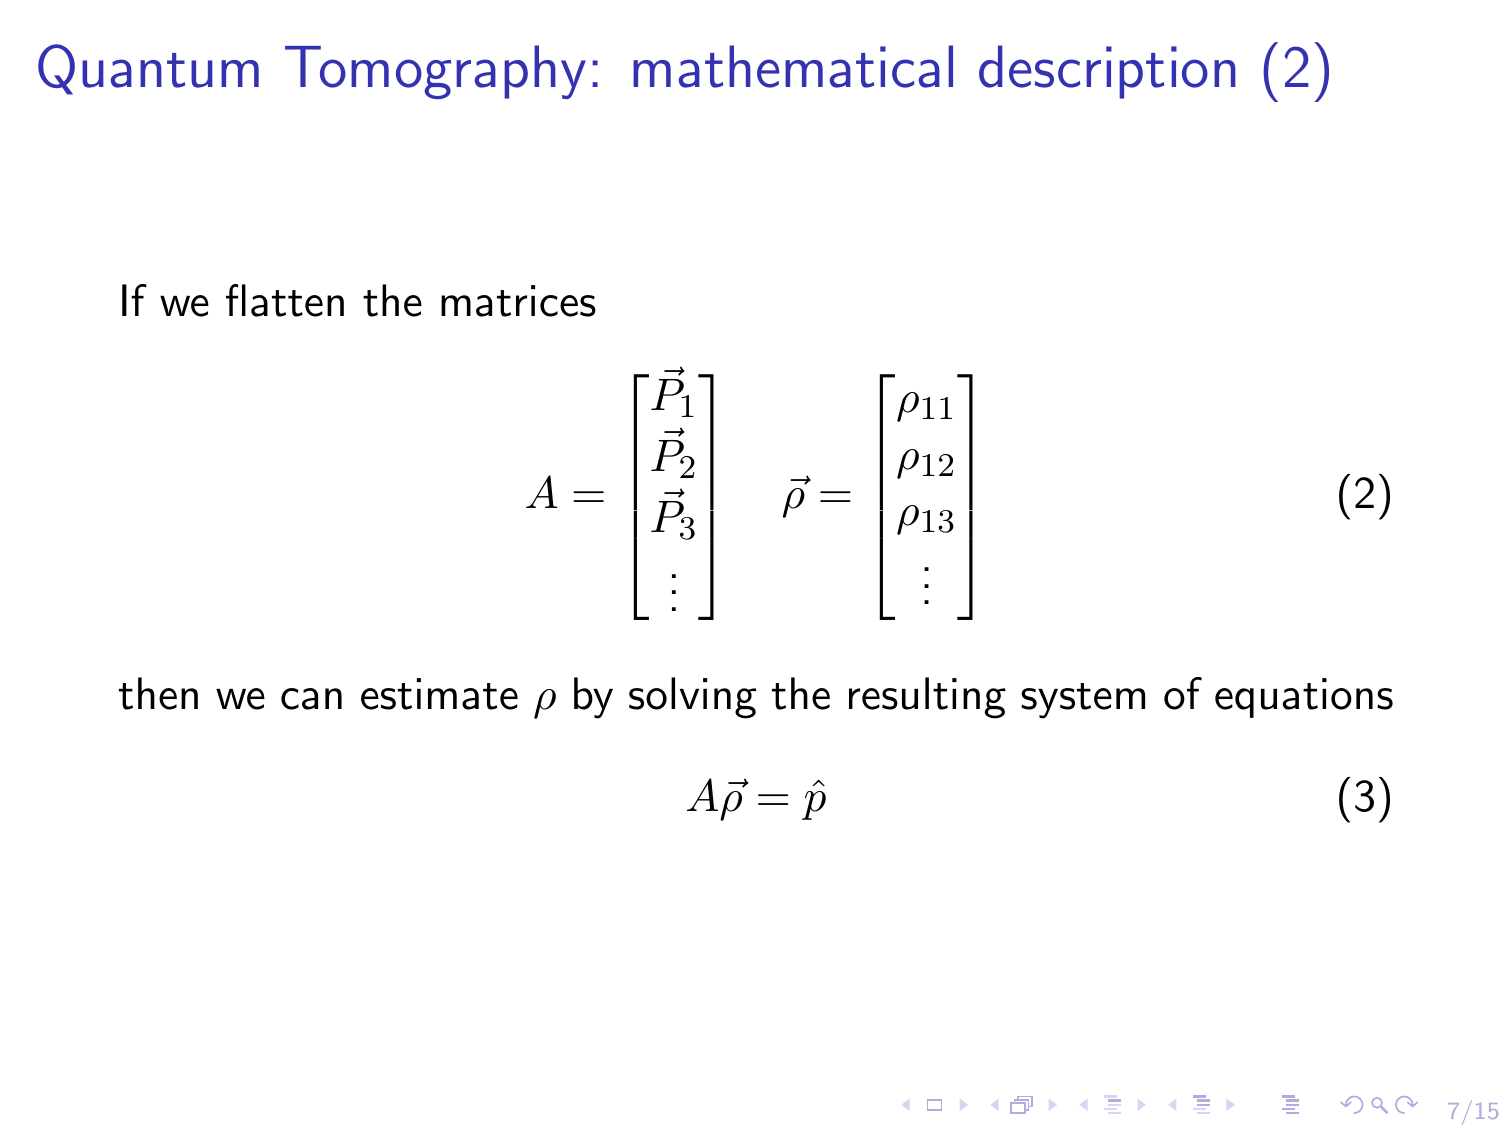 Quantum Tomography: mathematical description (2)
If we flatten the matrices
$A = \begin{bmatrix} \vec{P}_1 \\ \vec{P}_2 \\ \vec{P}_3 \\ \vdots \end{bmatrix} \quad \vec{\rho} = \begin{bmatrix} \rho_{11} \\ \rho_{12} \\ \rho_{13} \\ \vdots \end{bmatrix}$ (2)
then we can estimate $\rho$ by solving the resulting system of equations
$A\vec{\rho} = \hat{p}$ (3)
7/15